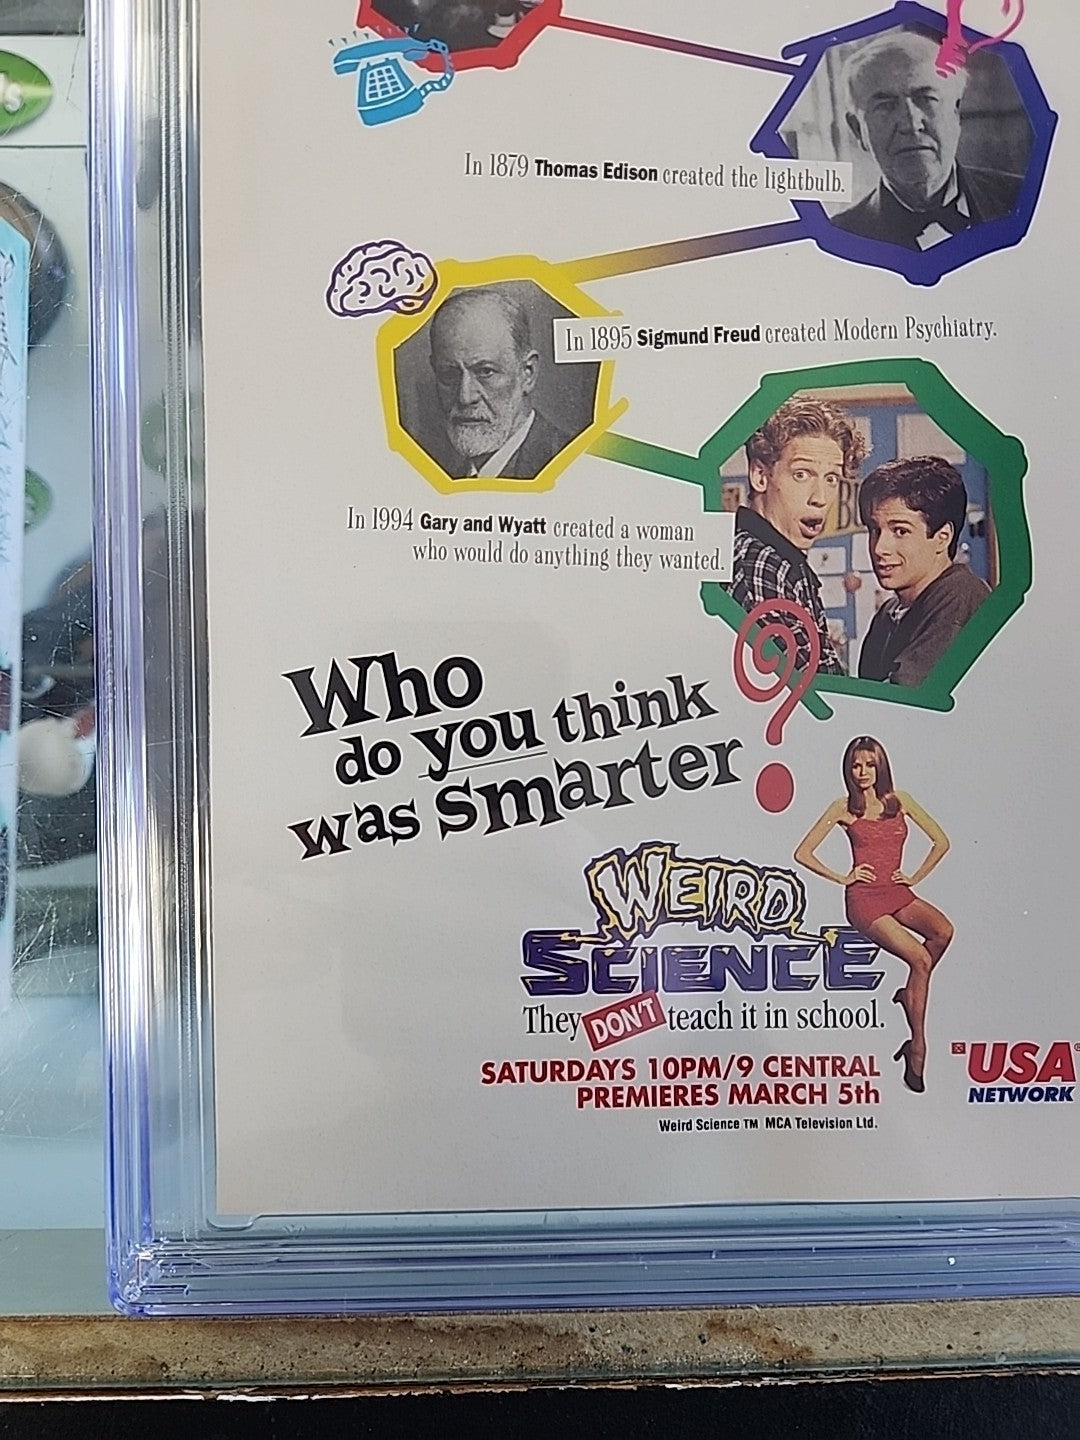 In 1879 Thomas Edison created the lightbulb.
In 1895 Sigmund Freud created Modern Psychiatry.
In 1994 Gary and Wyatt created a woman
who would do anything they wanted.
Who
do you think
was smarter?
WEIRD
SCIENCE
They DON'T teach it in school.
SATURDAYS 10PM/9 CENTRAL
PREMIERES MARCH 5th
USA
NETWORK
Weird Science TM MCA Television Ltd.